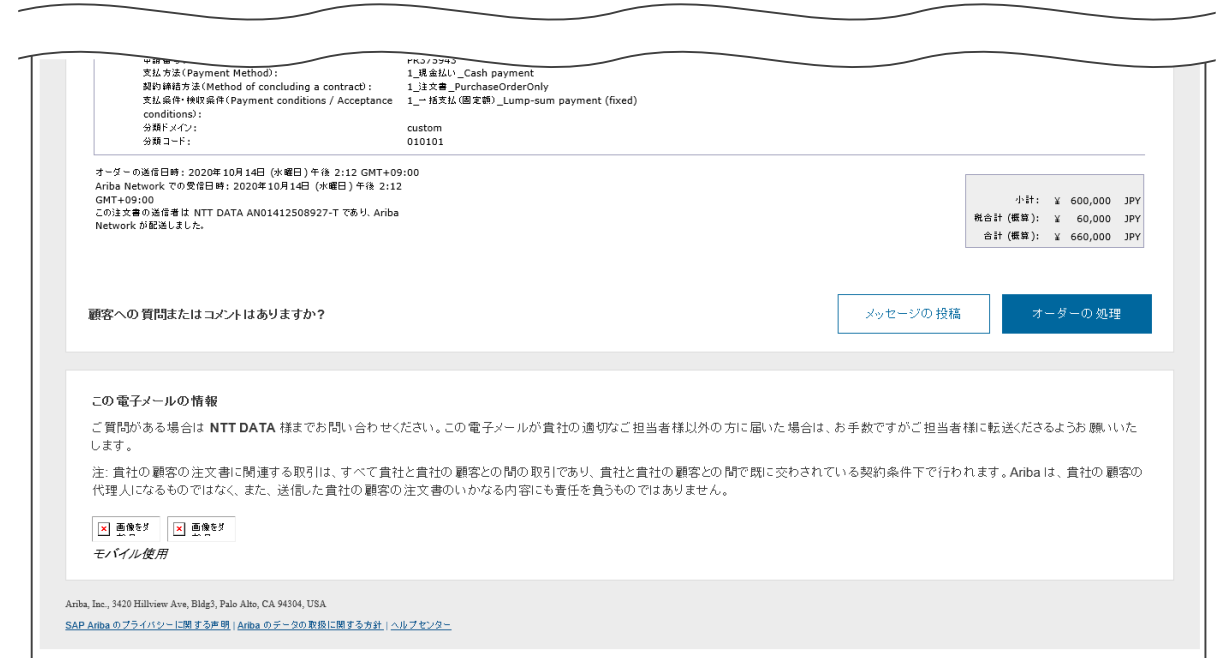 PR375943
支払方法(Payment Method): 1_現金払い_Cash payment
契約締結方法(Method of concluding a contract): 1_注文書_PurchaseOrderOnly
支払条件・検収条件(Payment conditions / Acceptance conditions): 1_一括支払(固定額)_Lump-sum payment (fixed)
分類ドメイン: custom
分類コード: 010101
オーダーの送信日時: 2020年10月14日 (水曜日) 午後 2:12 GMT+09:00
Ariba Network での受信日時: 2020年10月14日 (水曜日) 午後 2:12
GMT+09:00
この注文書の送信者は NTT DATA AN01412508927-T であり、Ariba
Network が配送しました。
小計: ¥ 600,000 JPY
税合計 (概算): ¥ 60,000 JPY
合計 (概算): ¥ 660,000 JPY
顧客への質問またはコメントはありますか?
メッセージの投稿
オーダーの処理
この電子メールの情報
ご質問がある場合は NTT DATA 様までお問い合わせください。この電子メールが貴社の適切なご担当者様以外の方に届いた場合は、お手数ですがご担当者様に転送くださるようお願いいた
します。
注: 貴社の顧客の注文書に関連する取引は、すべて貴社と貴社の顧客との間の取引であり、貴社と貴社の顧客との間で既に交わされている契約条件下で行われます。Ariba は、貴社の顧客の
代理人になるものではなく、また、送信した貴社の顧客の注文書のいかなる内容にも責任を負うものではありません。
画像をダ 画像をダ
モバイル使用
Ariba, Inc., 3420 Hillview Ave, Bldg3, Palo Alto, CA 94304, USA
SAP Ariba のプライバシーに関する声明 | Ariba のデータの取扱に関する方針 | ヘルプセンター